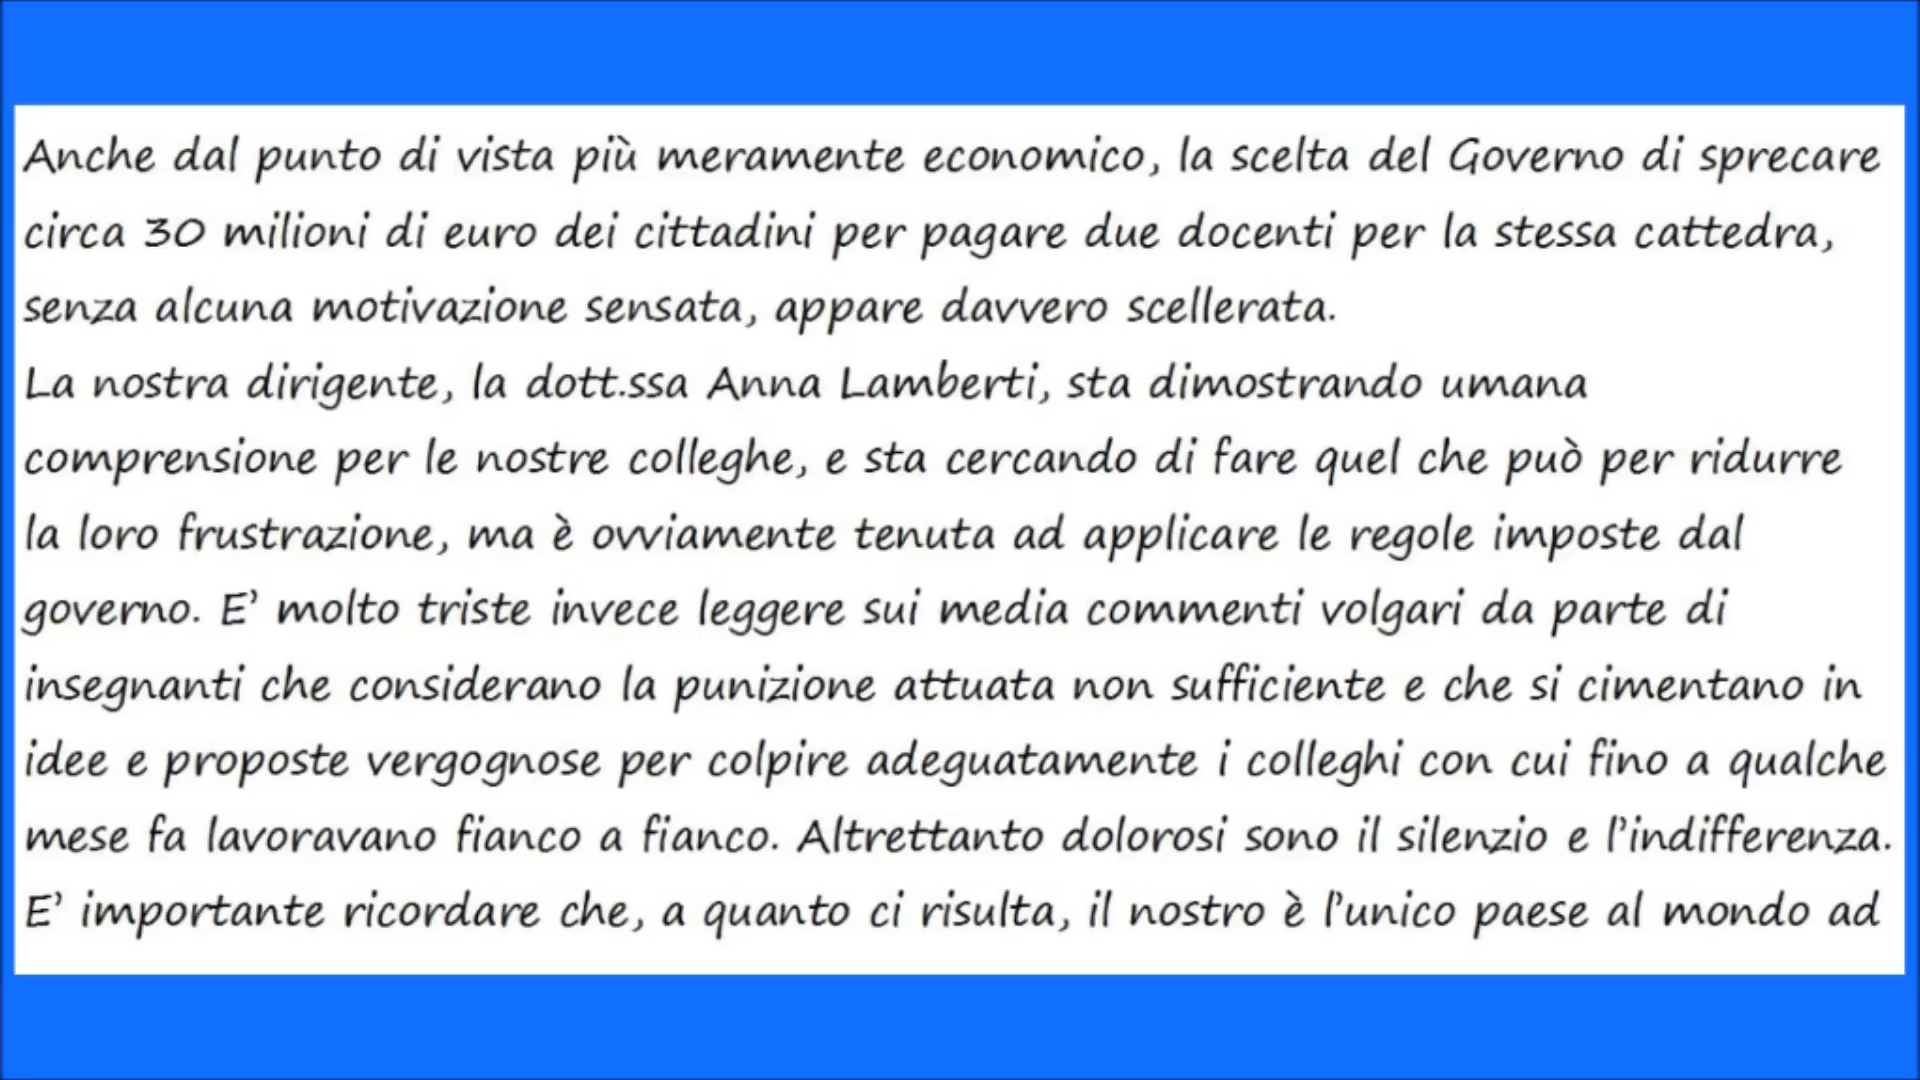 Anche dal punto di vista più meramente economico, la scelta del Governo di sprecare
circa 30 milioni di euro dei cittadini per pagare due docenti per la stessa cattedra,
senza alcuna motivazione sensata, appare davvero scellerata.
La nostra dirigente, la dott.ssa Anna Lamberti, sta dimostrando umana
comprensione per le nostre colleghe, e sta cercando di fare quel che può per ridurre
la loro frustrazione, ma è ovviamente tenuta ad applicare le regole imposte dal
governo. E’ molto triste invece leggere sui media commenti volgari da parte di
insegnanti che considerano la punizione attuata non sufficiente e che si cimentano in
idee e proposte vergognose per colpire adeguatamente i colleghi con cui fino a qualche
mese fa lavoravano fianco a fianco. Altrettanto dolorosi sono il silenzio e l’indifferenza.
E’ importante ricordare che, a quanto ci risulta, il nostro è l’unico paese al mondo ad